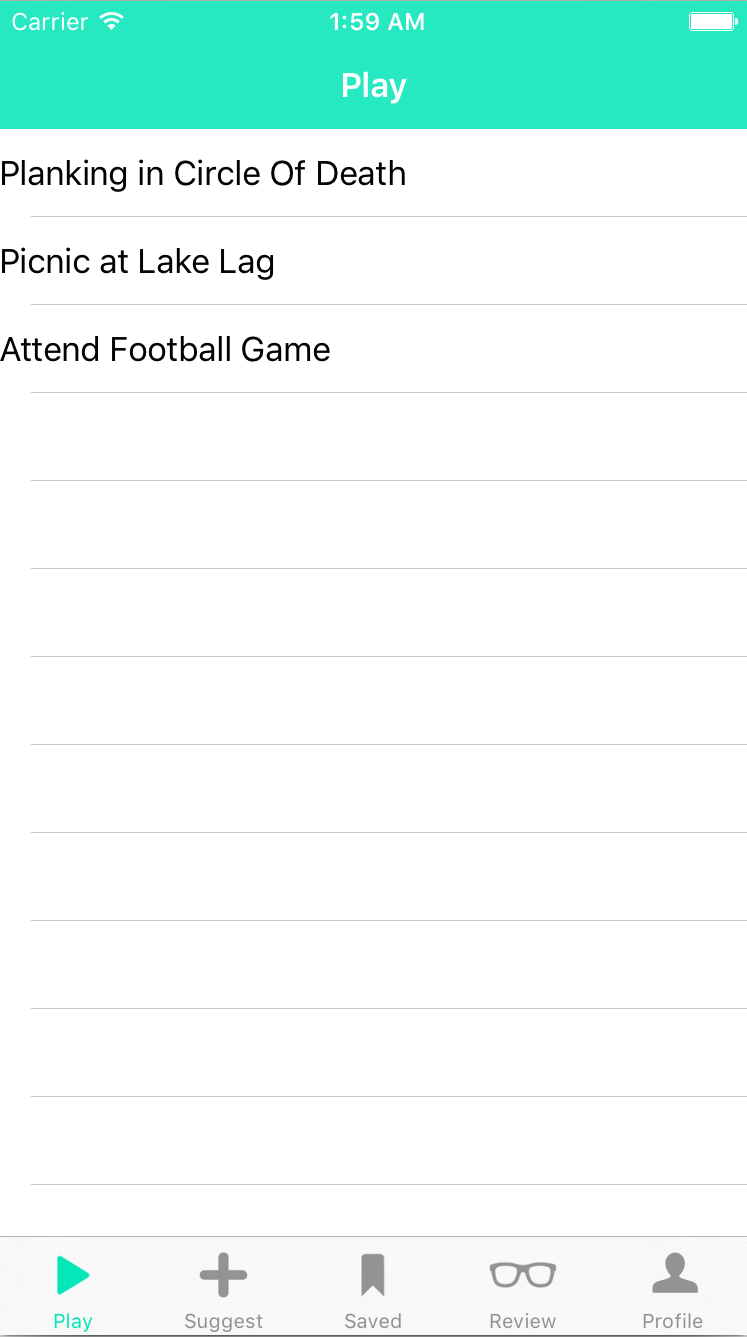 Carrier 1:59 AM
Play
Planking in Circle Of Death
Picnic at Lake Lag
Attend Football Game
Play Suggest Saved Review Profile